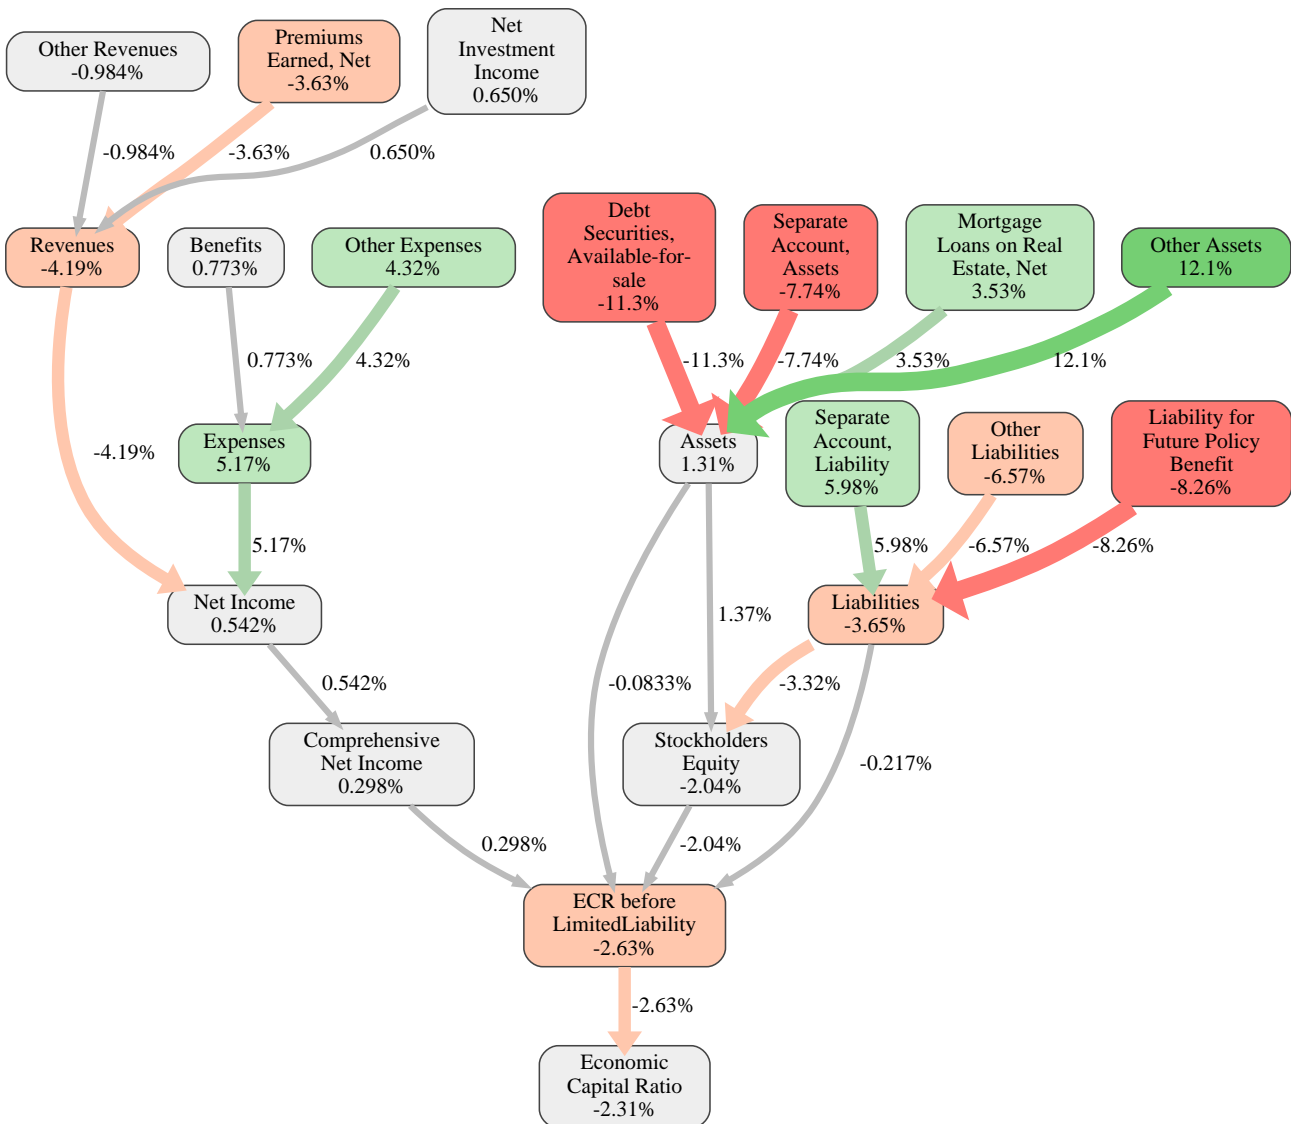 Other Revenues
-0.984%
Premiums
Earned, Net
-3.63%
Net
Investment
Income
0.650%
-0.984%
-3.63%
0.650%
Revenues
-4.19%
Benefits
0.773%
Other Expenses
4.32%
Debt
Securities,
Available-for-
sale
-11.3%
Separate
Account,
Assets
-7.74%
Mortgage
Loans on Real
Estate, Net
3.53%
Other Assets
12.1%
0.773%
4.32%
-11.3%
-7.74%
3.53%
12.1%
-4.19%
Expenses
5.17%
Assets
1.31%
Separate
Account,
Liability
5.98%
Other
Liabilities
-6.57%
Liability for
Future Policy
Benefit
-8.26%
5.17%
5.98%
-6.57%
-8.26%
Net Income
0.542%
1.37%
Liabilities
-3.65%
0.542%
-0.0833%
-3.32%
Comprehensive
Net Income
0.298%
Stockholders
Equity
-2.04%
-0.217%
0.298%
-2.04%
ECR before
LimitedLiability
-2.63%
-2.63%
Economic
Capital Ratio
-2.31%